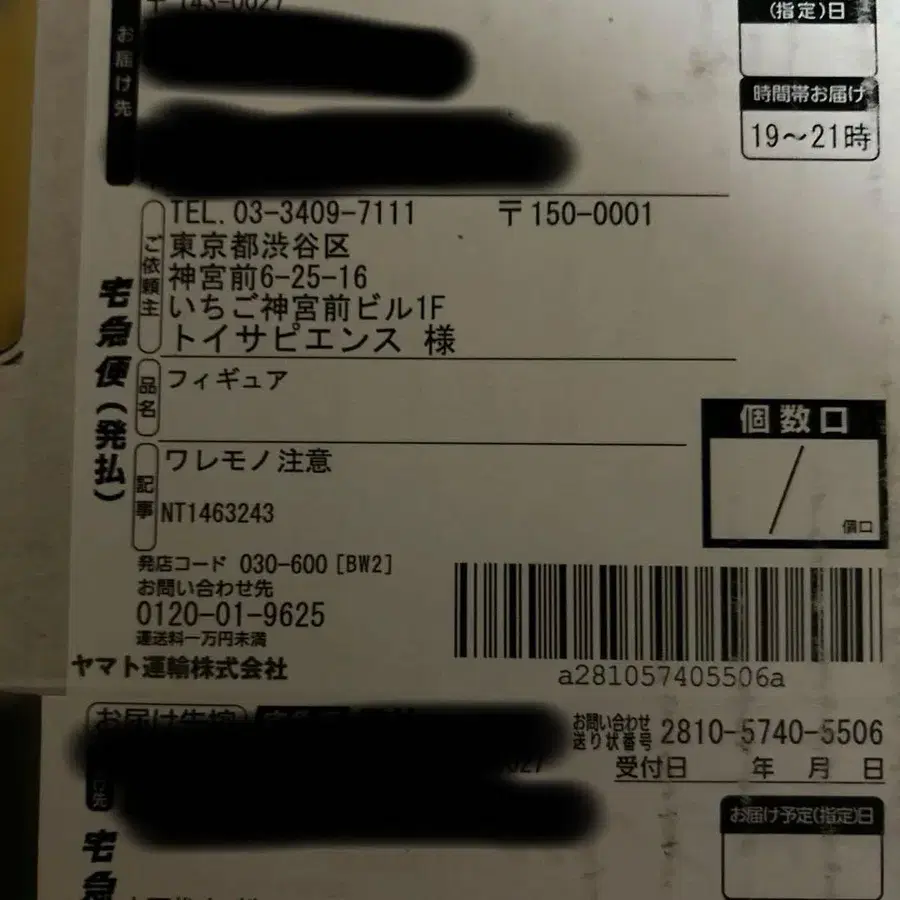 (指定)日
お届け先
時間帯お届け
19〜21時
TEL. 03-3409-7111 〒150-0001
ご依頼主
東京都渋谷区
神宮前6-25-16
いちご神宮前ビル1F
トイサピエンス 様
宅急便(発払)
品名
フィギュア
個数口
個口
記事
ワレモノ注意
NT1463243
発店コード 030-600 [BW2]
お問い合わせ先
0120-01-9625
運送料一万円未満
ヤマト運輸株式会社
a281057405506a
お問い合わせ
送り状番号 2810-5740-5506
受付日 年 月 日
お届け予定(指定)日
宅急